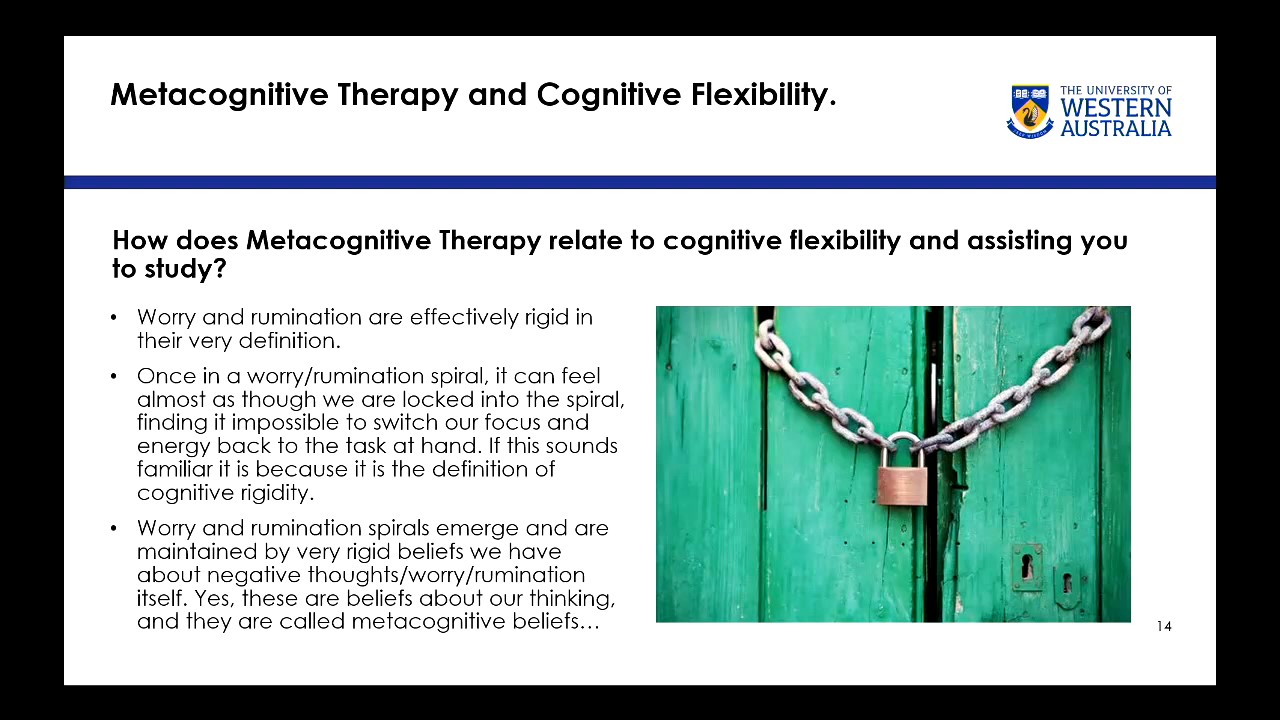 Metacognitive Therapy and Cognitive Flexibility.
THE UNIVERSITY OF
WESTERN
AUSTRALIA
How does Metacognitive Therapy relate to cognitive flexibility and assisting you
to study?
• Worry and rumination are effectively rigid in
their very definition.
• Once in a worry/rumination spiral, it can feel
almost as though we are locked into the spiral,
finding it impossible to switch our focus and
energy back to the task at hand. If this sounds
familiar it is because it is the definition of
cognitive rigidity.
• Worry and rumination spirals emerge and are
maintained by very rigid beliefs we have
about negative thoughts/worry/rumination
itself. Yes, these are beliefs about our thinking,
and they are called metacognitive beliefs…
14